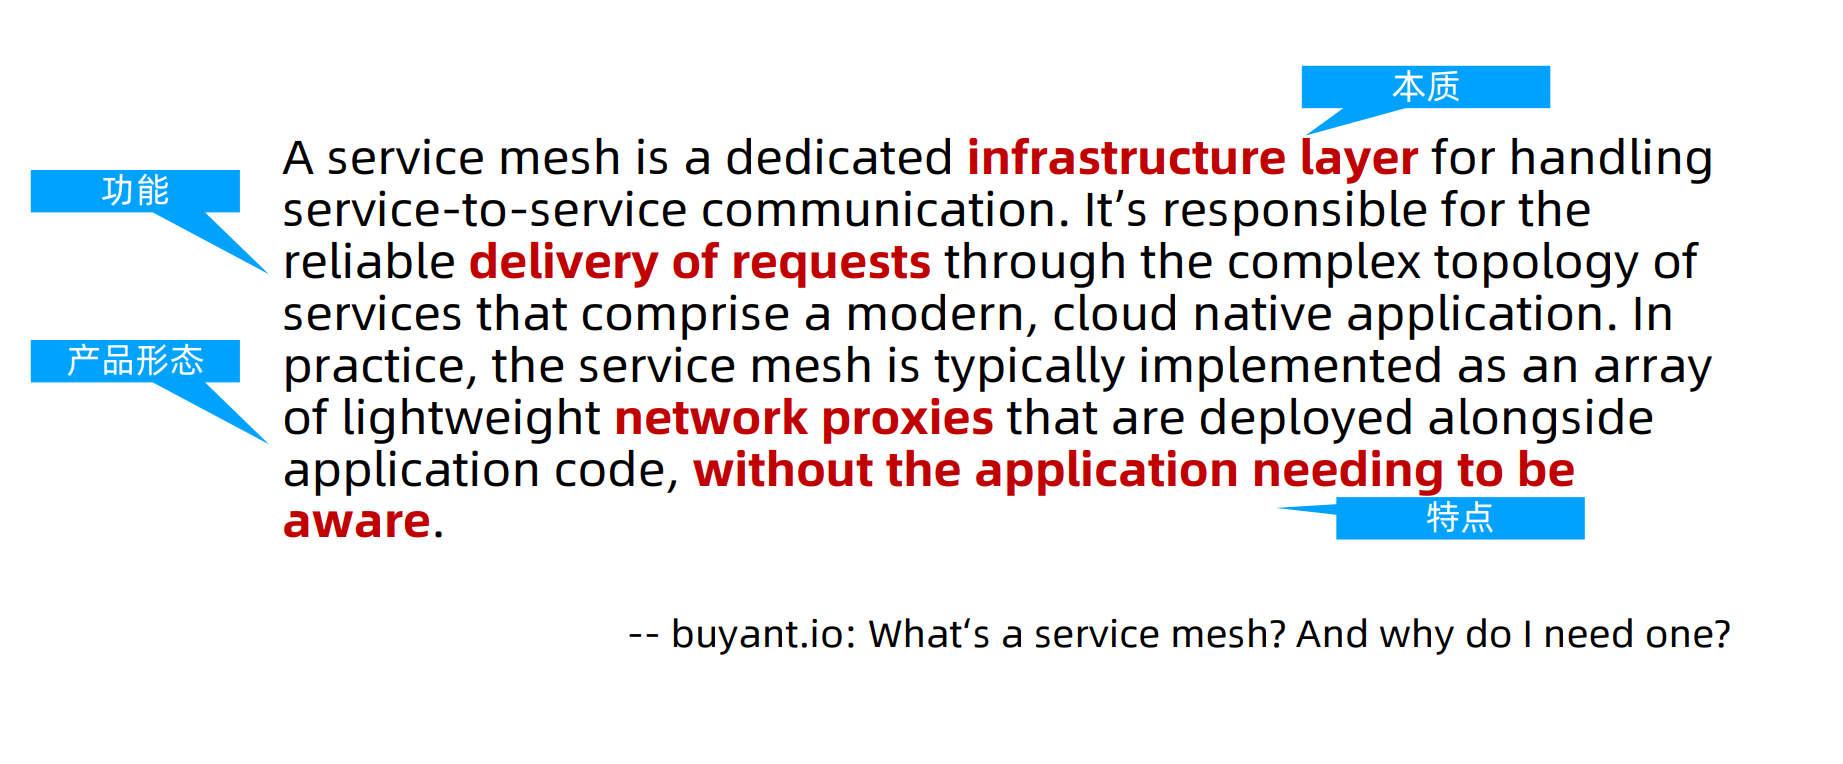 本质
A service mesh is a dedicated infrastructure layer for handling
功能
service-to-service communication. It’s responsible for the
reliable delivery of requests through the complex topology of
services that comprise a modern, cloud native application. In
产品形态
practice, the service mesh is typically implemented as an array
of lightweight network proxies that are deployed alongside
application code, without the application needing to be
特点
aware.
-- buyant.io: What‘s a service mesh? And why do I need one?